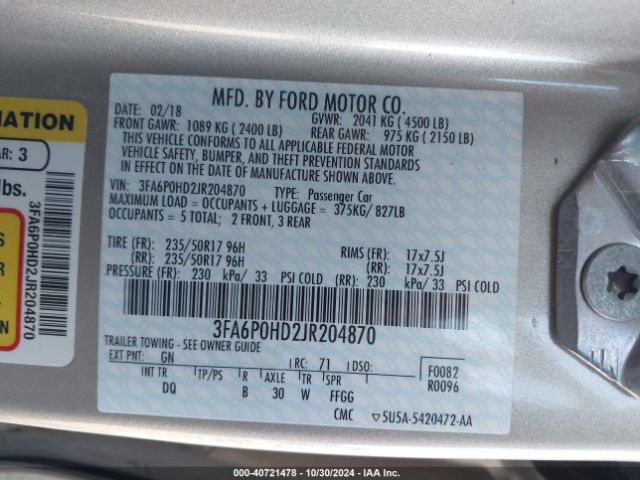 MFD. BY FORD MOTOR CO.
DATE: 02/18 GVWR: 2041 KG ( 4500 LB)
FRONT GAWR: 1089 KG ( 2400 LB) REAR GAWR: 975 KG ( 2150 LB)
THIS VEHICLE CONFORMS TO ALL APPLICABLE FEDERAL MOTOR
VEHICLE SAFETY, BUMPER, AND THEFT PREVENTION STANDARDS
IN EFFECT ON THE DATE OF MANUFACTURE SHOWN ABOVE.
VIN: 3FA6P0HD2JR204870 TYPE: Passenger Car
MAXIMUM LOAD = OCCUPANTS + LUGGAGE = 375KG/ 827LB
OCCUPANTS = 5 TOTAL; 2 FRONT, 3 REAR
TIRE (FR): 235/50R17 96H RIMS (FR): 17x7.5J
(RR): 235/50R17 96H (RR): 17x7.5J
PRESSURE (FR): 230 kPa/ 33 PSI COLD (RR): 230 kPa/ 33 PSI COLD
3FA6P0HD2JR204870
TRAILER TOWING - SEE OWNER GUIDE
EXT PNT: GN RC: 71 DSO: F0082
R0096
INT TR TP/PS R AXLE TR SPR
DQ B 30 W FFGG
CMC ▽5U5A-5420472-AA
MATION
AR: 3
lbs.
3FA6P0HD2JR204870
000-40721478 - 10/30/2024 - IAA Inc.